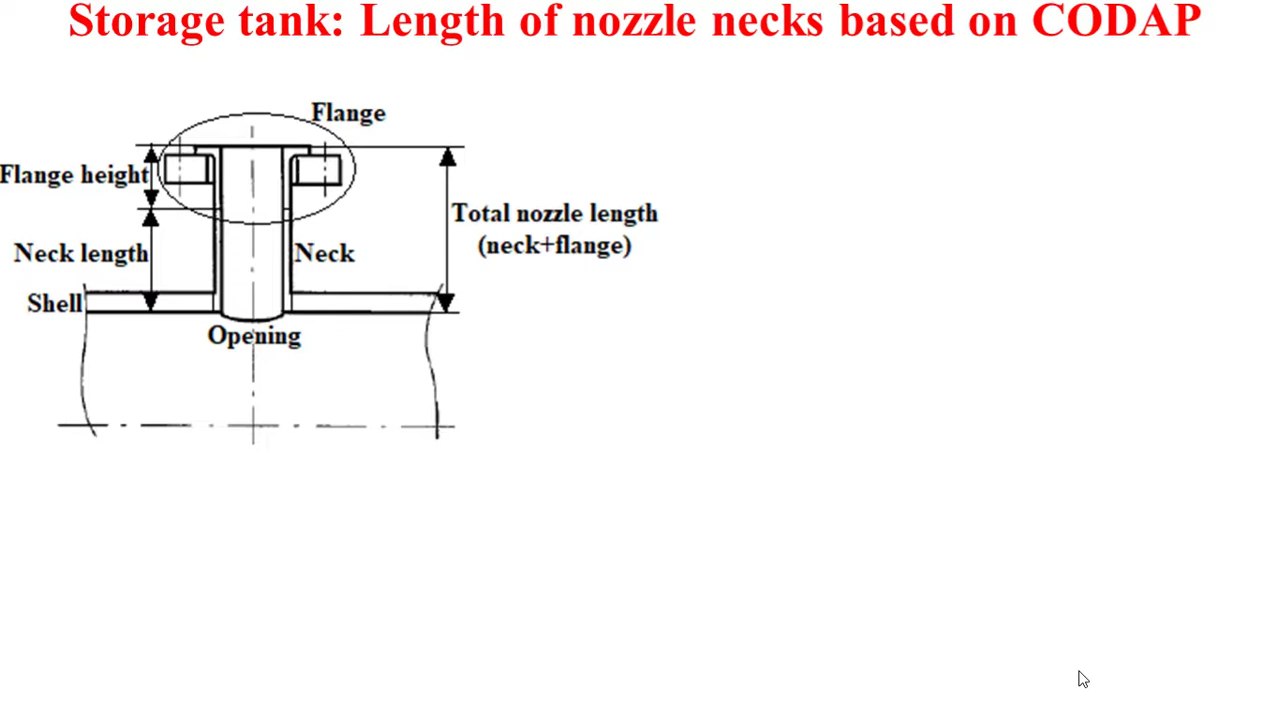 Storage tank: Length of nozzle necks based on CODAP
Flange
Flange height
Total nozzle length
(neck+flange)
Neck length
Neck
Shell
Opening